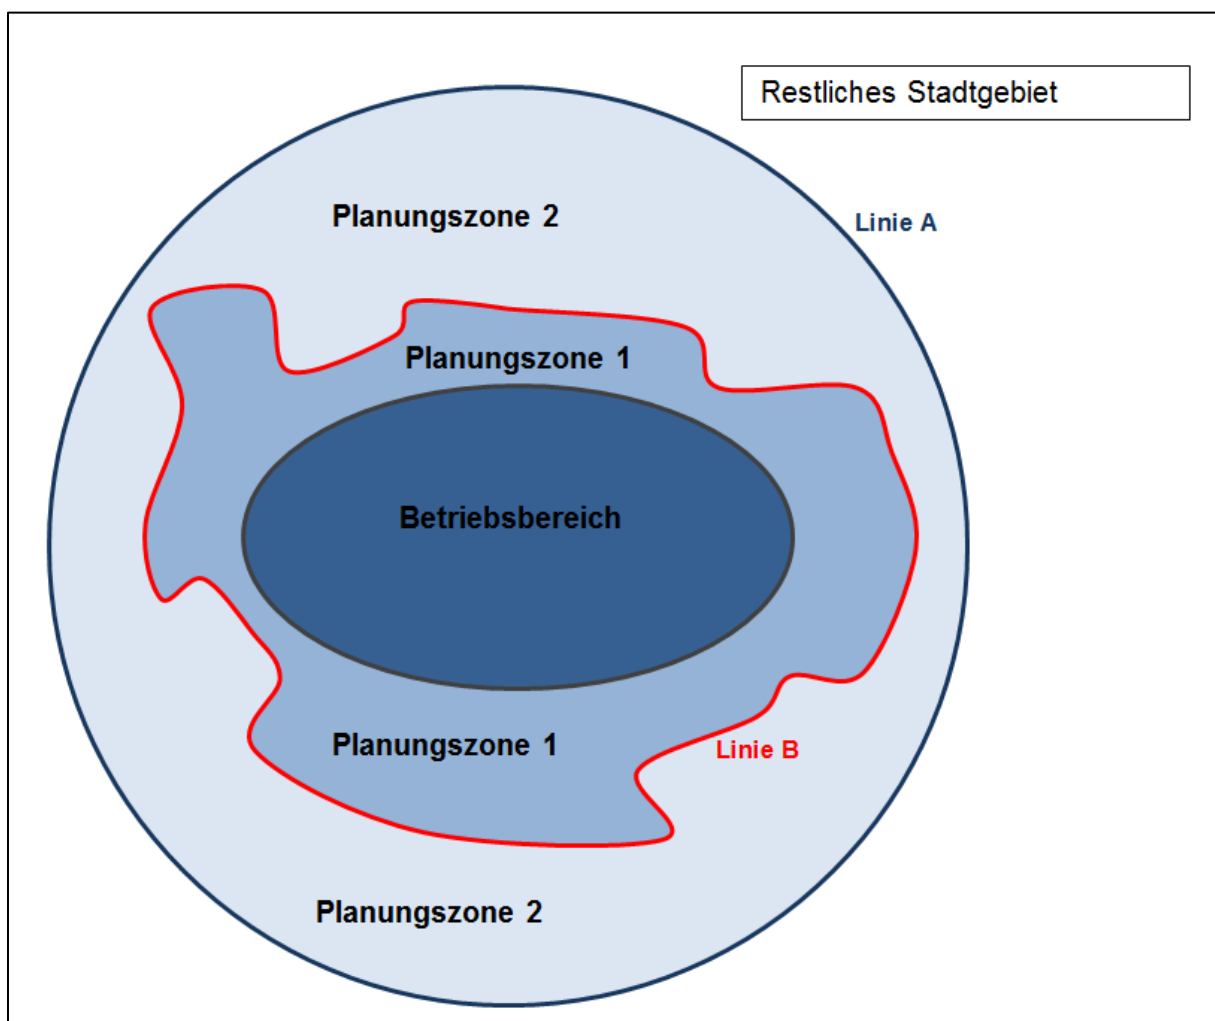 Restliches Stadtgebiet
Planungszone 2
Linie A
Planungszone 1
Betriebsbereich
Planungszone 1
Linie B
Planungszone 2